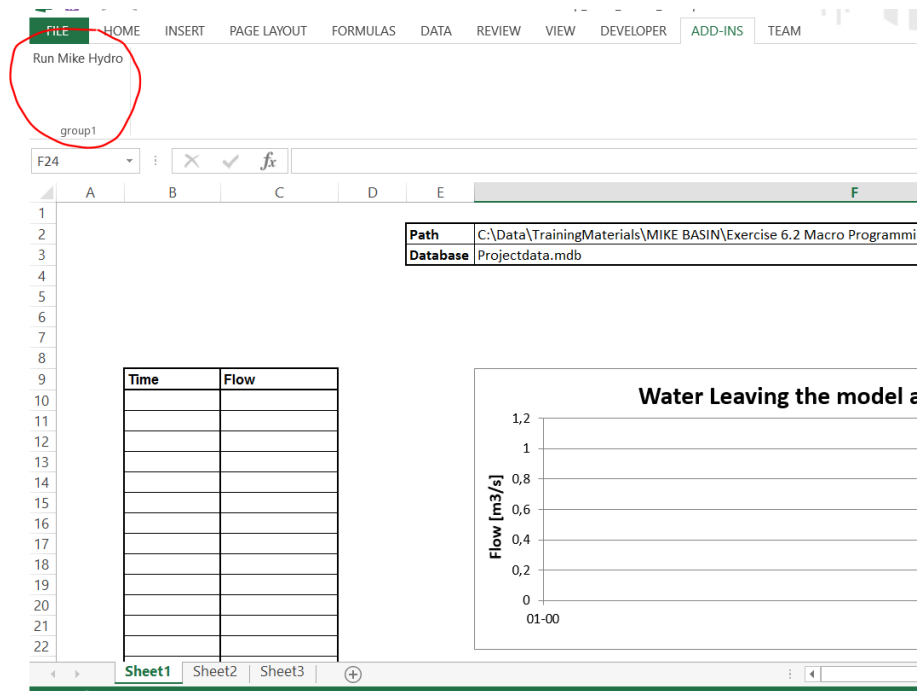 FILE HOME INSERT PAGE LAYOUT FORMULAS DATA REVIEW VIEW DEVELOPER ADD-INS TEAM
Run Mike Hydro
group1
F24 fx
A B C D E F
1
2 Path C:\Data\TrainingMaterials\MIKE BASIN\Exercise 6.2 Macro Programmi
3 Database Projectdata.mdb
4
5
6
7
8
9 Time Flow
10 Water Leaving the model a
11 1,2
12 1
13 0,8
14
15 0,6
16 Flow [m3/s]
17 0,4
18 0,2
19
20 0
21 01-00
22
Sheet1 Sheet2 Sheet3